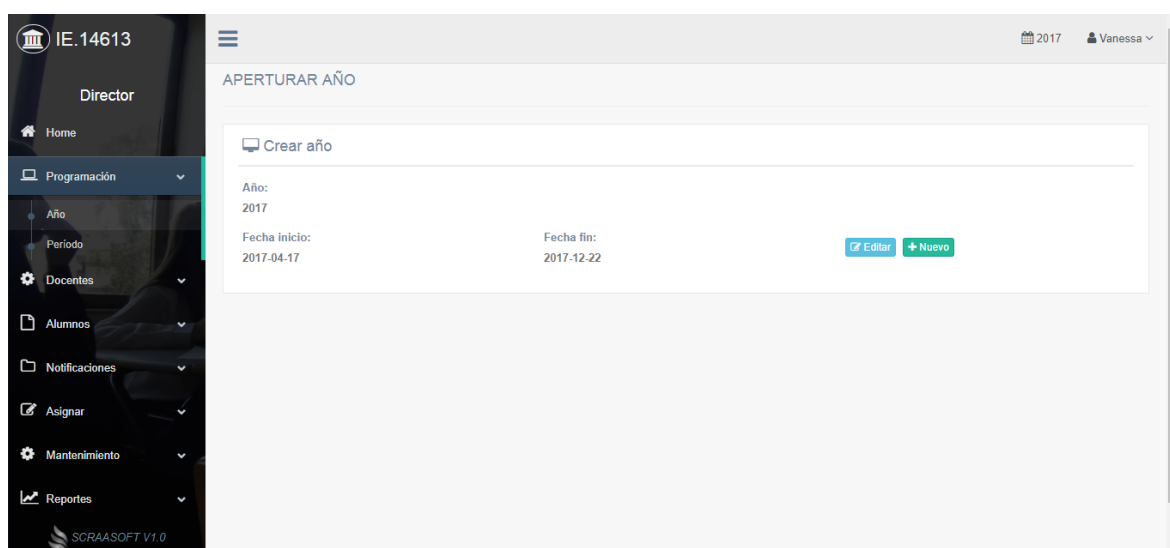 IE.14613
2017 Vanessa
Director
APERTURAR AÑO
Home
Programación
Año
Período
Docentes
Alumnos
Notificaciones
Asignar
Mantenimiento
Reportes
SCRAASOFT V1.0
Crear año
Año:
2017
Fecha inicio: Fecha fin:
2017-04-17 2017-12-22
Editar Nuevo